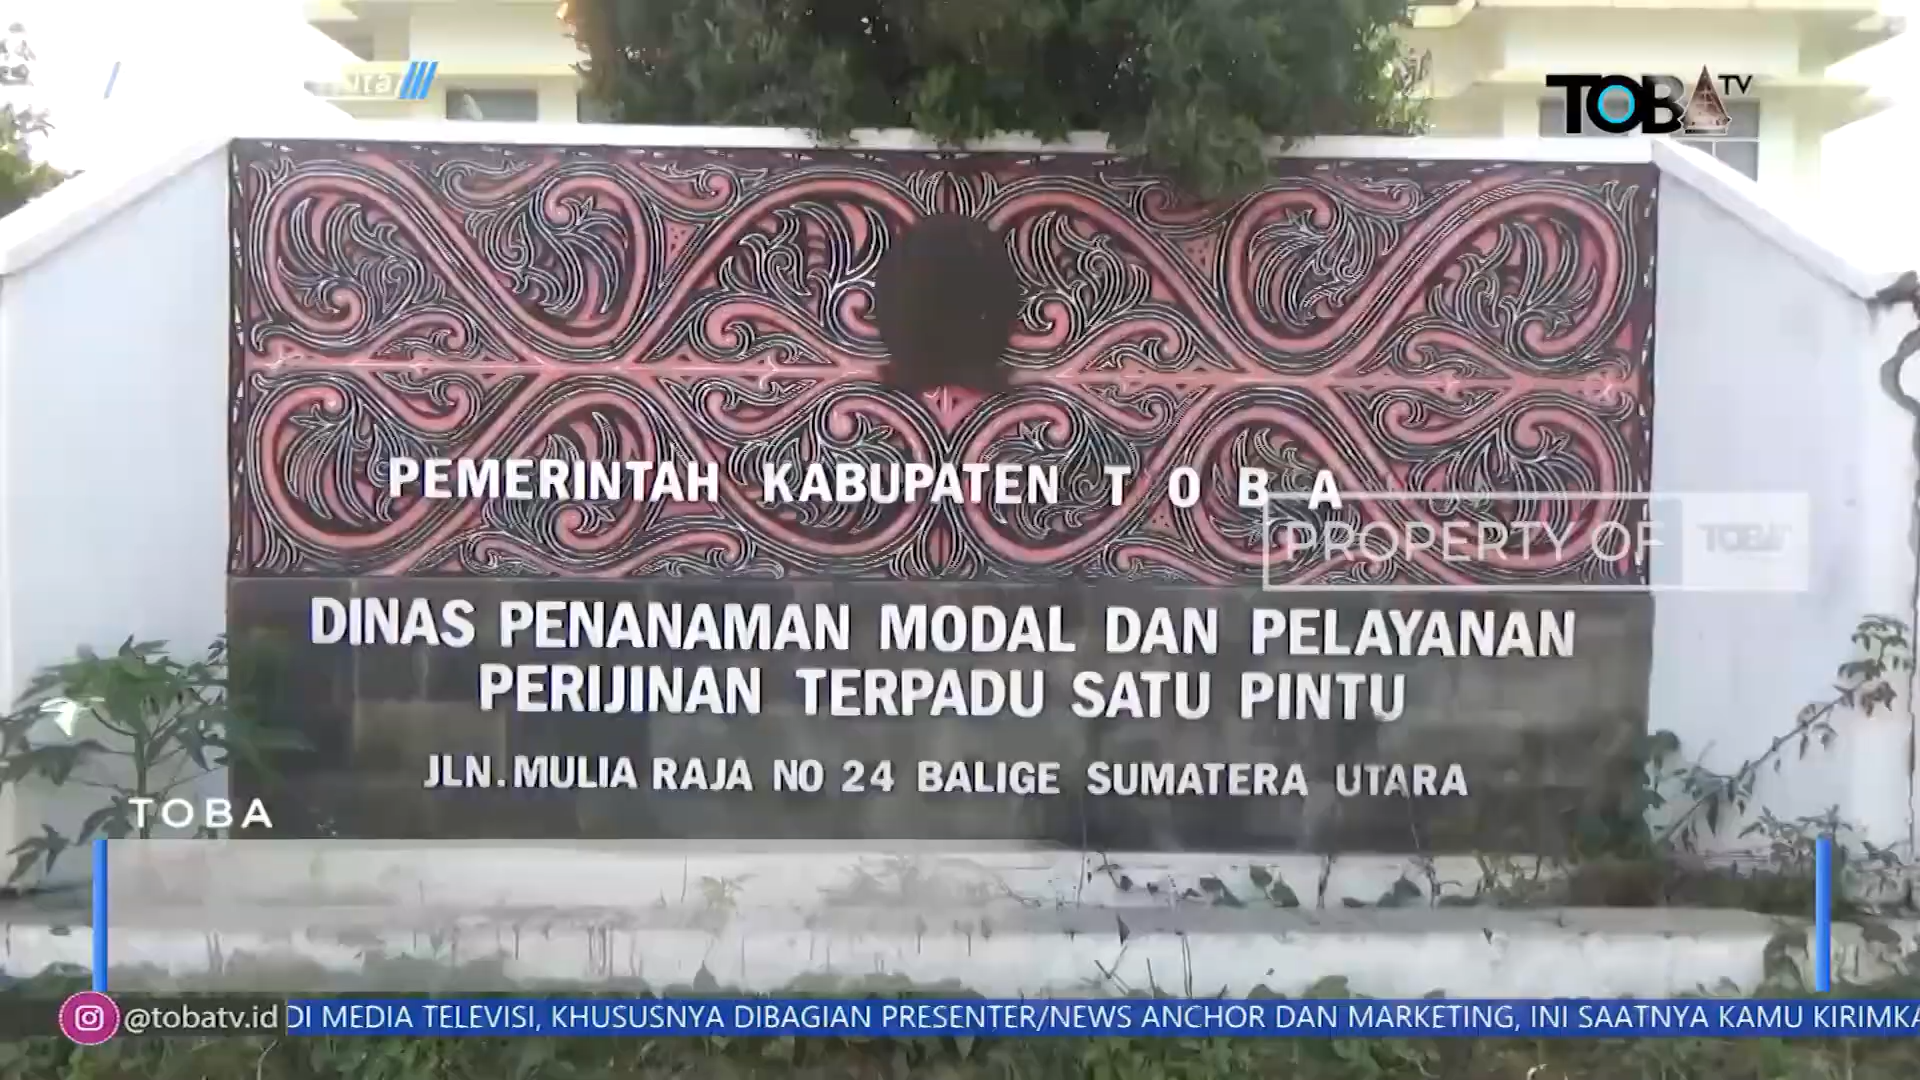 uta
TOBA TV
PEMERINTAH KABUPATEN T O B A
PROPERTY OF TOBA
DINAS PENANAMAN MODAL DAN PELAYANAN
PERIJINAN TERPADU SATU PINTU
JLN.MULIA RAJA NO 24 BALIGE SUMATERA UTARA
TOBA
@tobatv.id DI MEDIA TELEVISI, KHUSUSNYA DIBAGIAN PRESENTER/NEWS ANCHOR DAN MARKETING, INI SAATNYA KAMU KIRIMKA